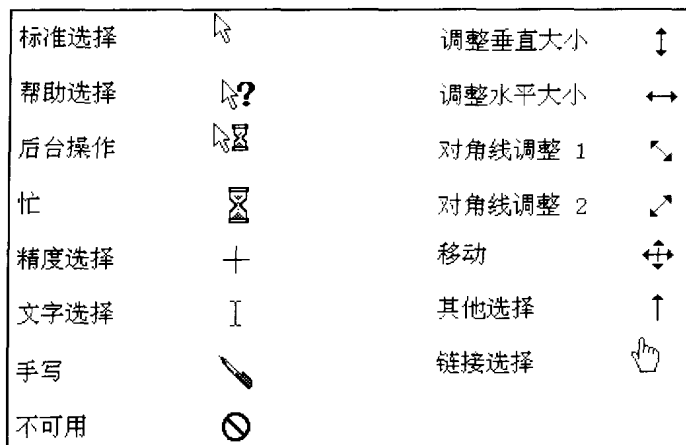 标准选择
帮助选择
后台操作
忙
精度选择
文字选择
手写
不可用
调整垂直大小
调整水平大小
对角线调整 1
对角线调整 2
移动
其他选择
链接选择